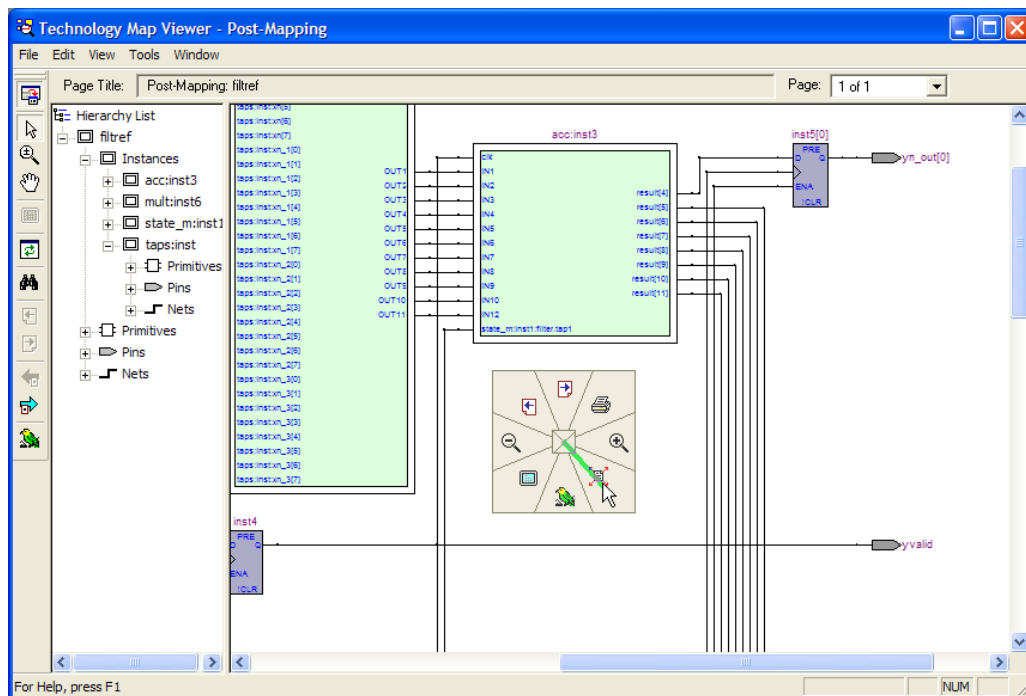 Technology Map Viewer - Post-Mapping
File Edit View Tools Window
Page Title: Post-Mapping: filtref Page: 1 of 1
Hierarchy List
filtref
Instances
acc:inst3
mult:inst6
state_m:inst1
taps:inst
Primitives
Pins
Nets
Primitives
Pins
Nets
taps:inst:xn[5]
taps:inst:xn[6]
taps:inst:xn[7]
taps:inst:xn_1[0]
taps:inst:xn_1[1]
taps:inst:xn_1[2]
taps:inst:xn_1[3]
taps:inst:xn_1[4]
taps:inst:xn_1[5]
taps:inst:xn_1[6]
taps:inst:xn_1[7]
taps:inst:xn_2[0]
taps:inst:xn_2[1]
taps:inst:xn_2[2]
taps:inst:xn_2[3]
taps:inst:xn_2[4]
taps:inst:xn_2[5]
taps:inst:xn_2[6]
taps:inst:xn_2[7]
taps:inst:xn_3[0]
taps:inst:xn_3[1]
taps:inst:xn_3[2]
taps:inst:xn_3[3]
taps:inst:xn_3[4]
taps:inst:xn_3[5]
taps:inst:xn_3[6]
taps:inst:xn_3[7]
OUT1
OUT2
OUT3
OUT4
OUT5
OUT6
OUT7
OUT8
OUT9
OUT10
OUT11
acc:inst3
clk
IN1
IN2
IN3
IN4
IN5
IN6
IN7
IN8
IN9
IN10
IN12
state_m:inst1:filter.tap1
result[4]
result[5]
result[6]
result[7]
result[8]
result[9]
result[10]
result[11]
inst5[0]
PRE
D Q
ENA
!CLR
yn_out[0]
inst4
PRE
D Q
ENA
!CLR
yvalid
For Help, press F1 NUM